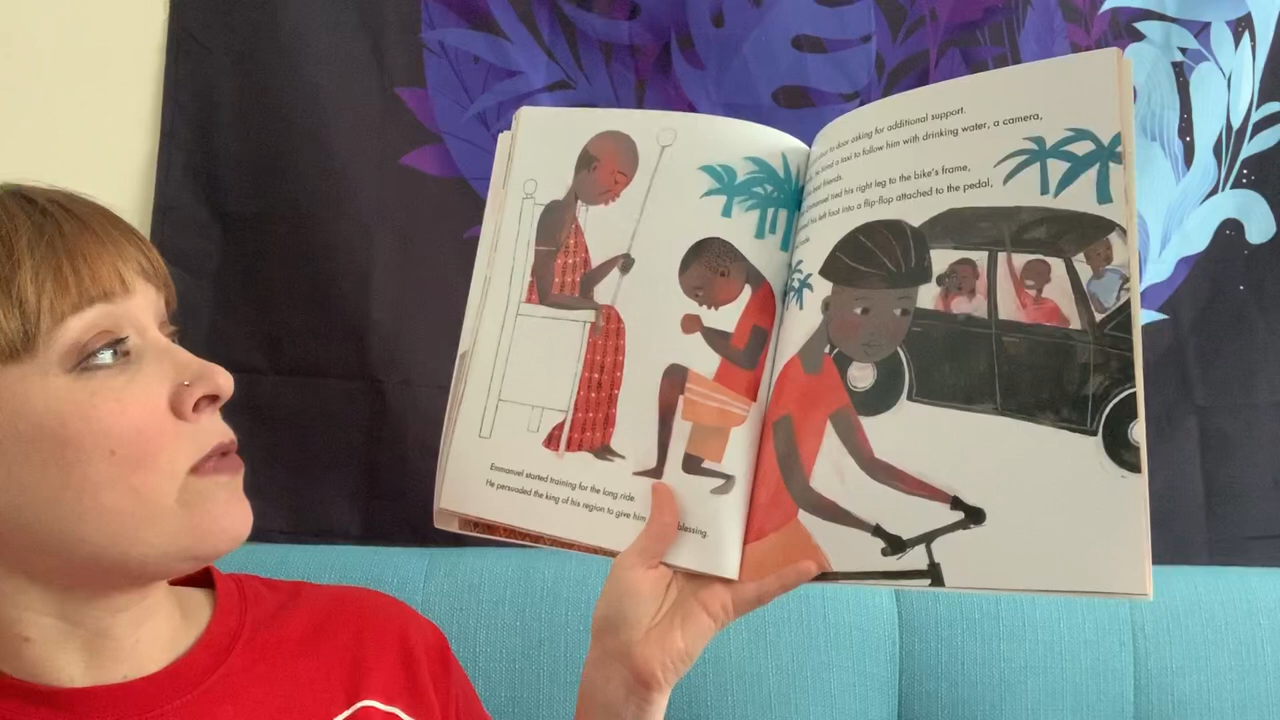 Emmanuel started training for the long ride.
He persuaded the king of his region to give him blessing.
door-to-door asking for additional support.
he hired a taxi to follow him with drinking water, a camera,
best friends.
Emmanuel tied his right leg to the bike's frame,
his left foot into a flip-flop attached to the pedal,